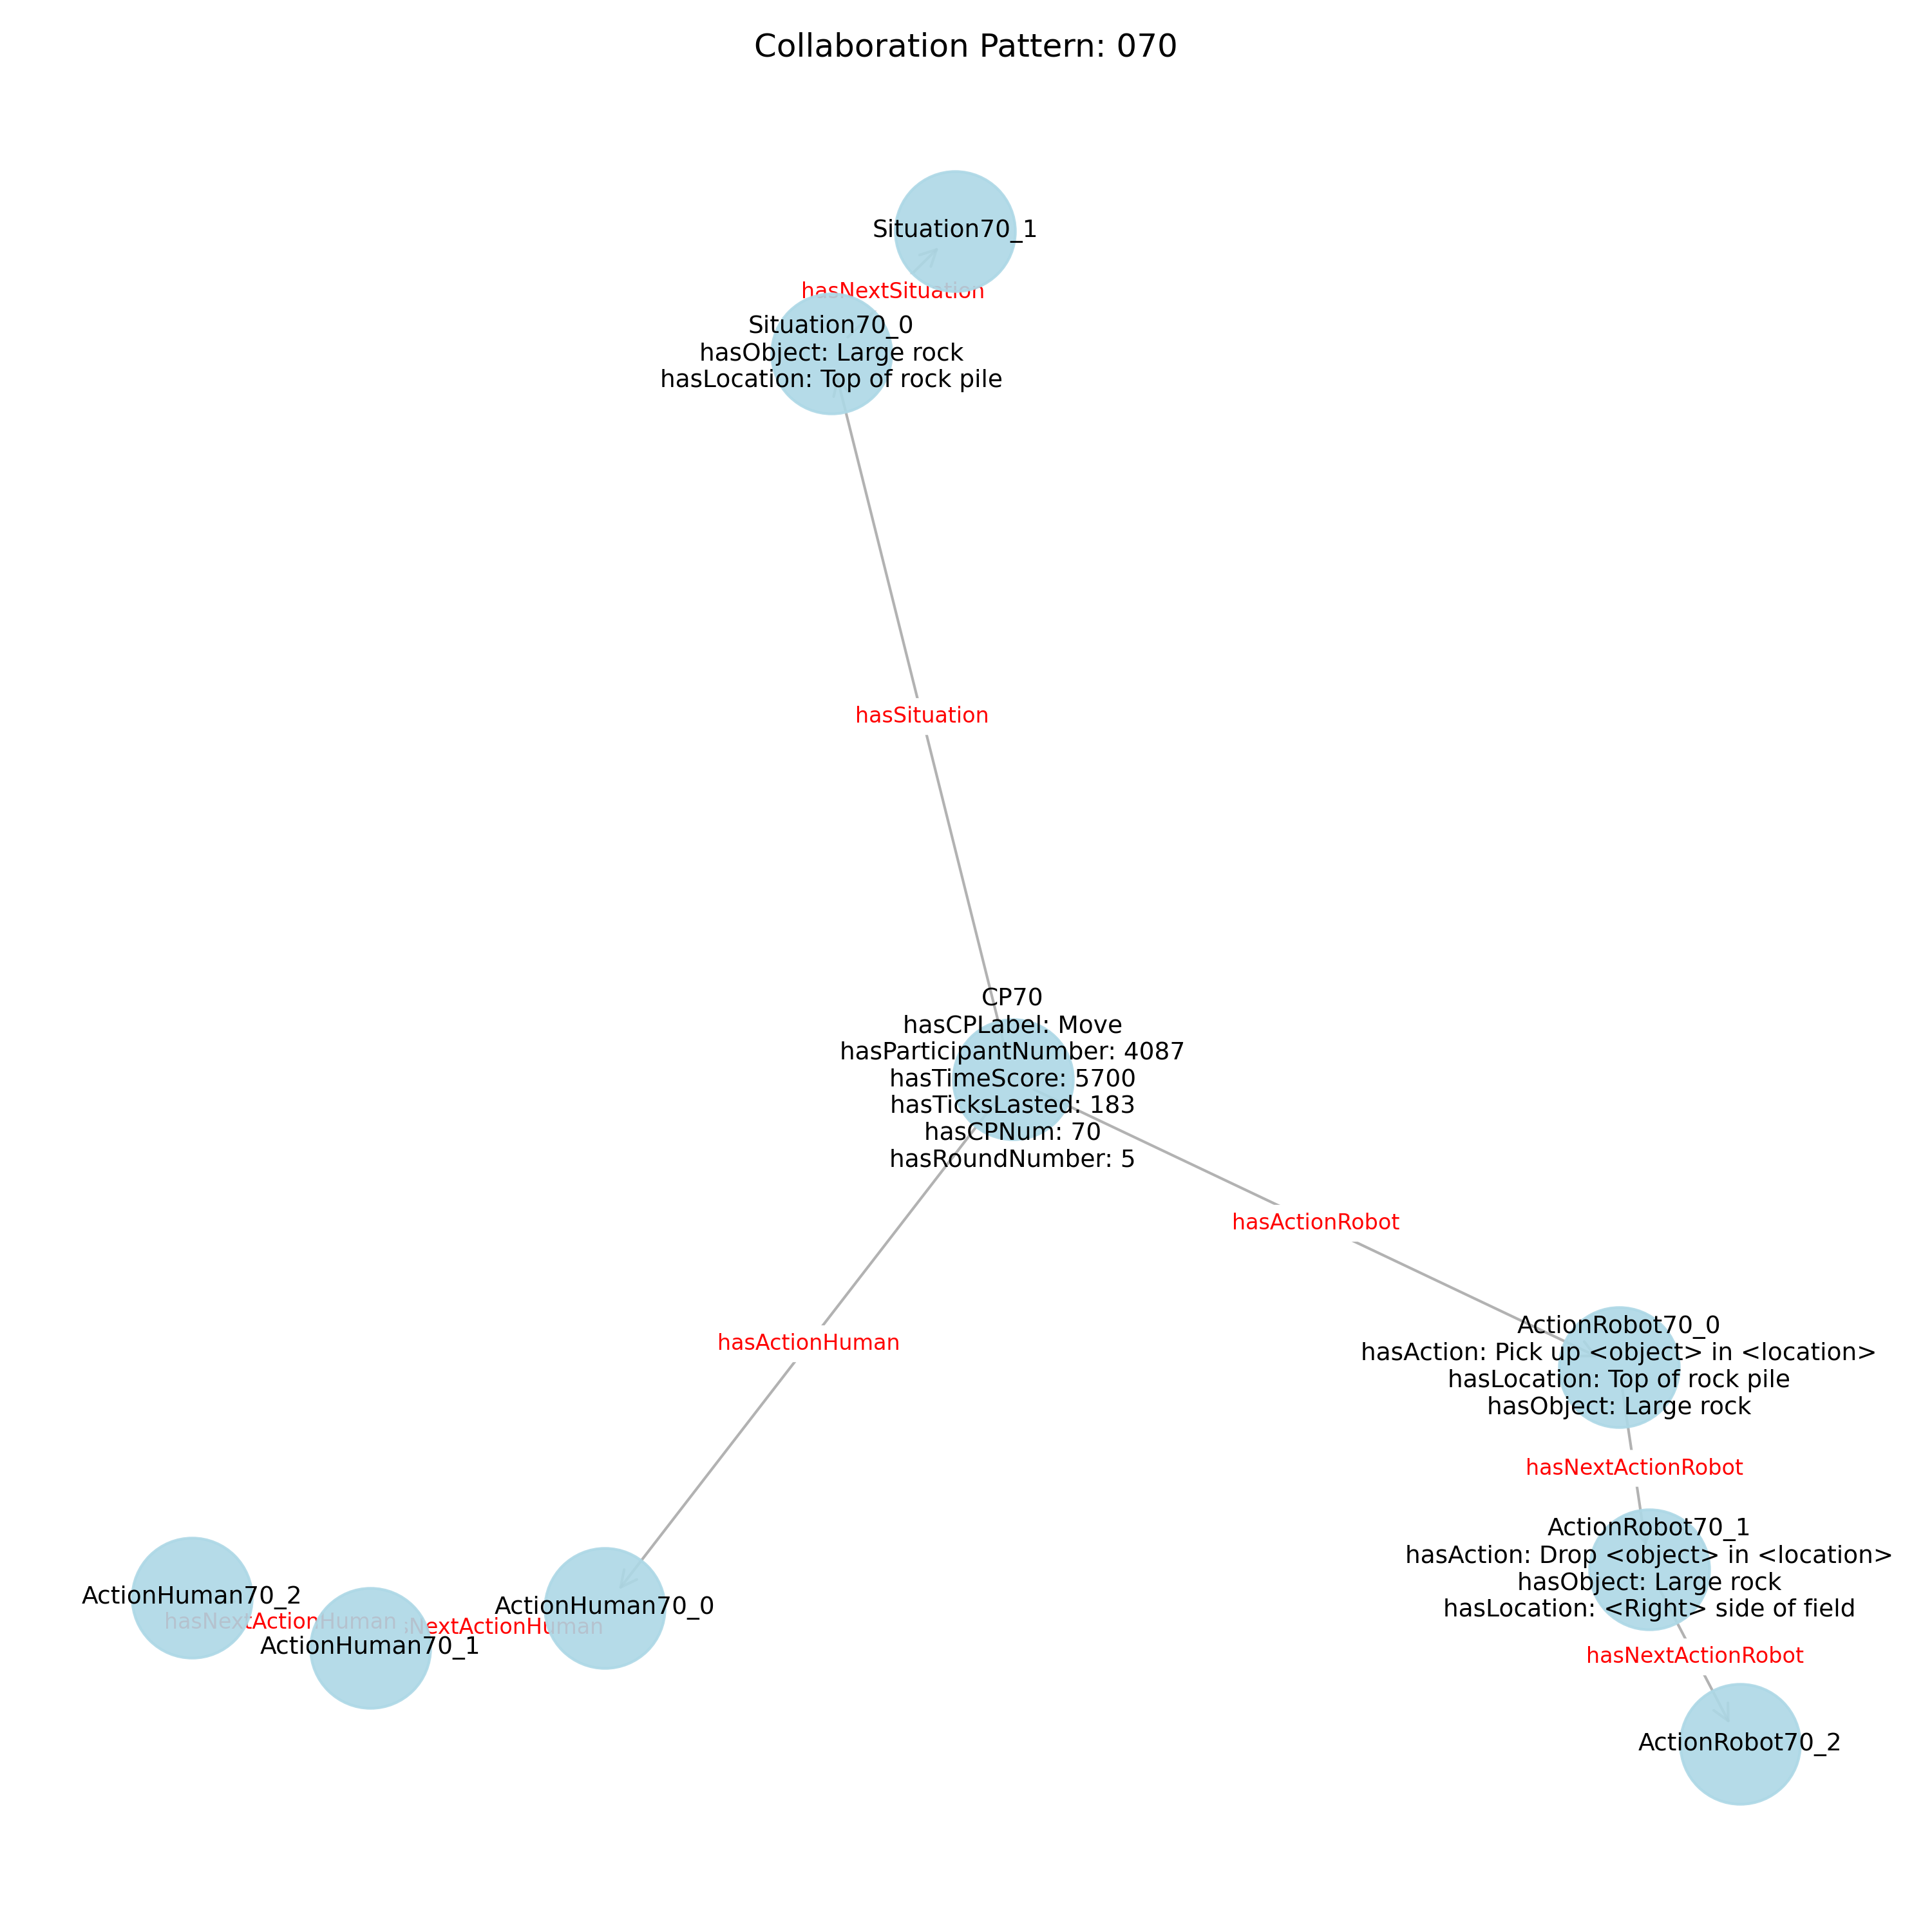 Collaboration Pattern: 070
Situation70_1
hasNextSituation
Situation70_0
hasObject: Large rock
hasLocation: Top of rock pile
hasSituation
CP70
hasCPLabel: Move
hasParticipantNumber: 4087
hasTimeScore: 5700
hasTicksLasted: 183
hasCPNum: 70
hasRoundNumber: 5
hasActionRobot
hasActionHuman
ActionRobot70_0
hasAction: Pick up <object> in <location>
hasLocation: Top of rock pile
hasObject: Large rock
hasNextActionRobot
ActionRobot70_1
hasAction: Drop <object> in <location>
hasObject: Large rock
hasLocation: <Right> side of field
hasNextActionRobot
ActionRobot70_2
ActionHuman70_2
hasNextActionHuman
ActionHuman70_1
sNextActionHuman
ActionHuman70_0